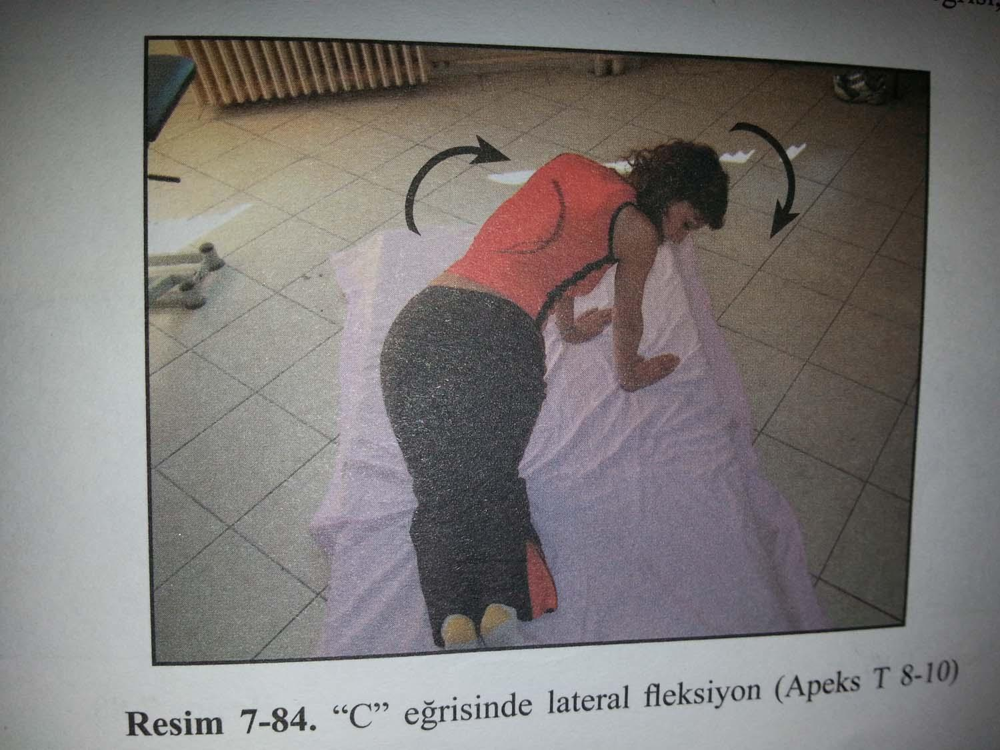 Resim 7-84. “C” eğrisinde lateral fleksiyon (Apeks T 8-10)